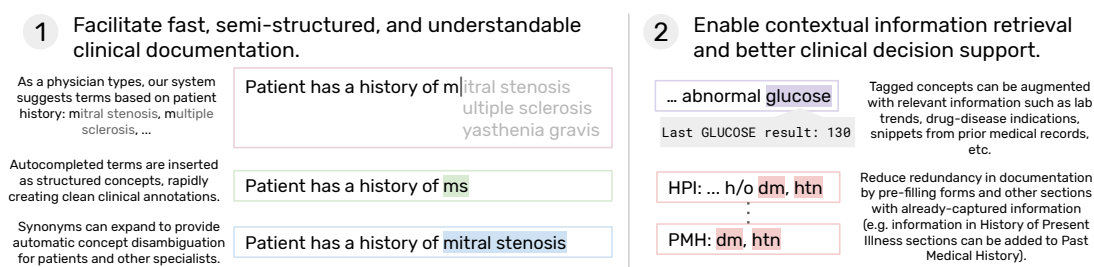 1
Facilitate fast, semi-structured, and understandable
clinical documentation.
As a physician types, our system
suggests terms based on patient
history: mitral stenosis, multiple
sclerosis, ...
Patient has a history of mitral stenosis
ultiple sclerosis
yasthenia gravis
Autocompleted terms are inserted
as structured concepts, rapidly
creating clean clinical annotations.
Patient has a history of ms
Synonyms can expand to provide
automatic concept disambiguation
for patients and other specialists.
Patient has a history of mitral stenosis
2
Enable contextual information retrieval
and better clinical decision support.
... abnormal glucose
Last GLUCOSE result: 130
Tagged concepts can be augmented
with relevant information such as lab
trends, drug-disease indications,
snippets from prior medical records,
etc.
HPI: ... h/o dm, htn
PMH: dm, htn
Reduce redundancy in documentation
by pre-filling forms and other sections
with already-captured information
(e.g. information in History of Present
Illness sections can be added to Past
Medical History).